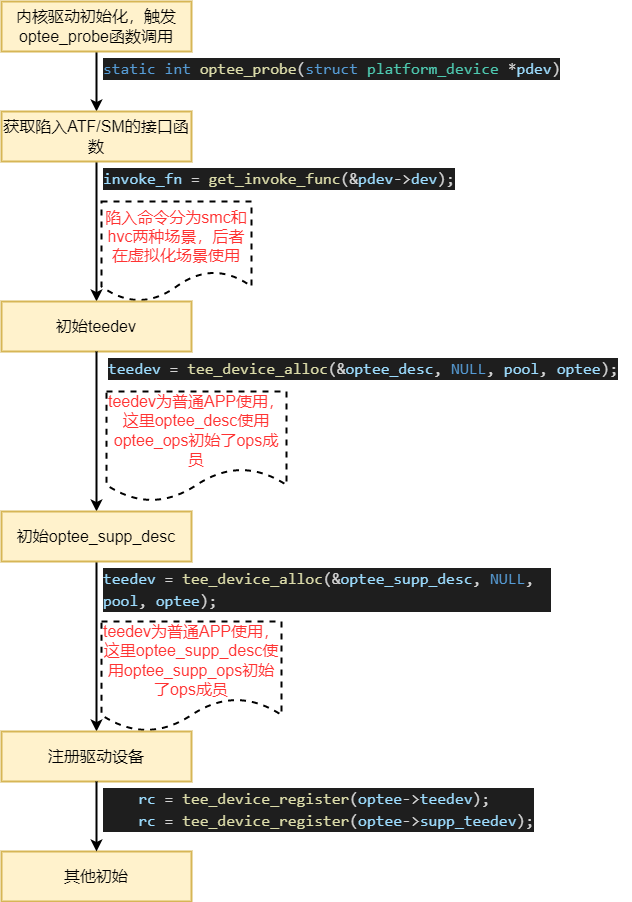 内核驱动初始化，触发
optee_probe函数调用
static int optee_probe(struct platform_device *pdev)
获取陷入ATF/SM的接口函
数
invoke_fn = get_invoke_func(&pdev->dev);
陷入命令分为smc和
hvc两种场景，后者
在虚拟化场景使用
初始teedev
teedev = tee_device_alloc(&optee_desc, NULL, pool, optee);
teedev为普通APP使用，
这里optee_desc使用
optee_ops初始了ops成
员
初始optee_supp_desc
teedev = tee_device_alloc(&optee_supp_desc, NULL,
pool, optee);
teedev为普通APP使用，
这里optee_supp_desc使
用optee_supp_ops初始
了ops成员
注册驱动设备
rc = tee_device_register(optee->teedev);
rc = tee_device_register(optee->supp_teedev);
其他初始